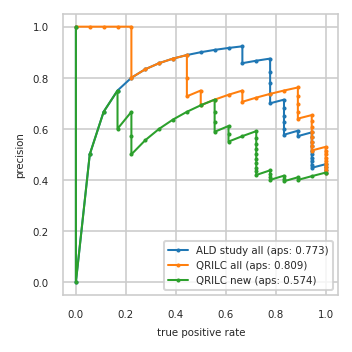 1.0
0.8
0.6
0.4
0.2
0.0
precision
ALD study all (aps: 0.773)
QRILC all (aps: 0.809)
QRILC new (aps: 0.574)
0.0 0.2 0.4 0.6 0.8 1.0
true positive rate